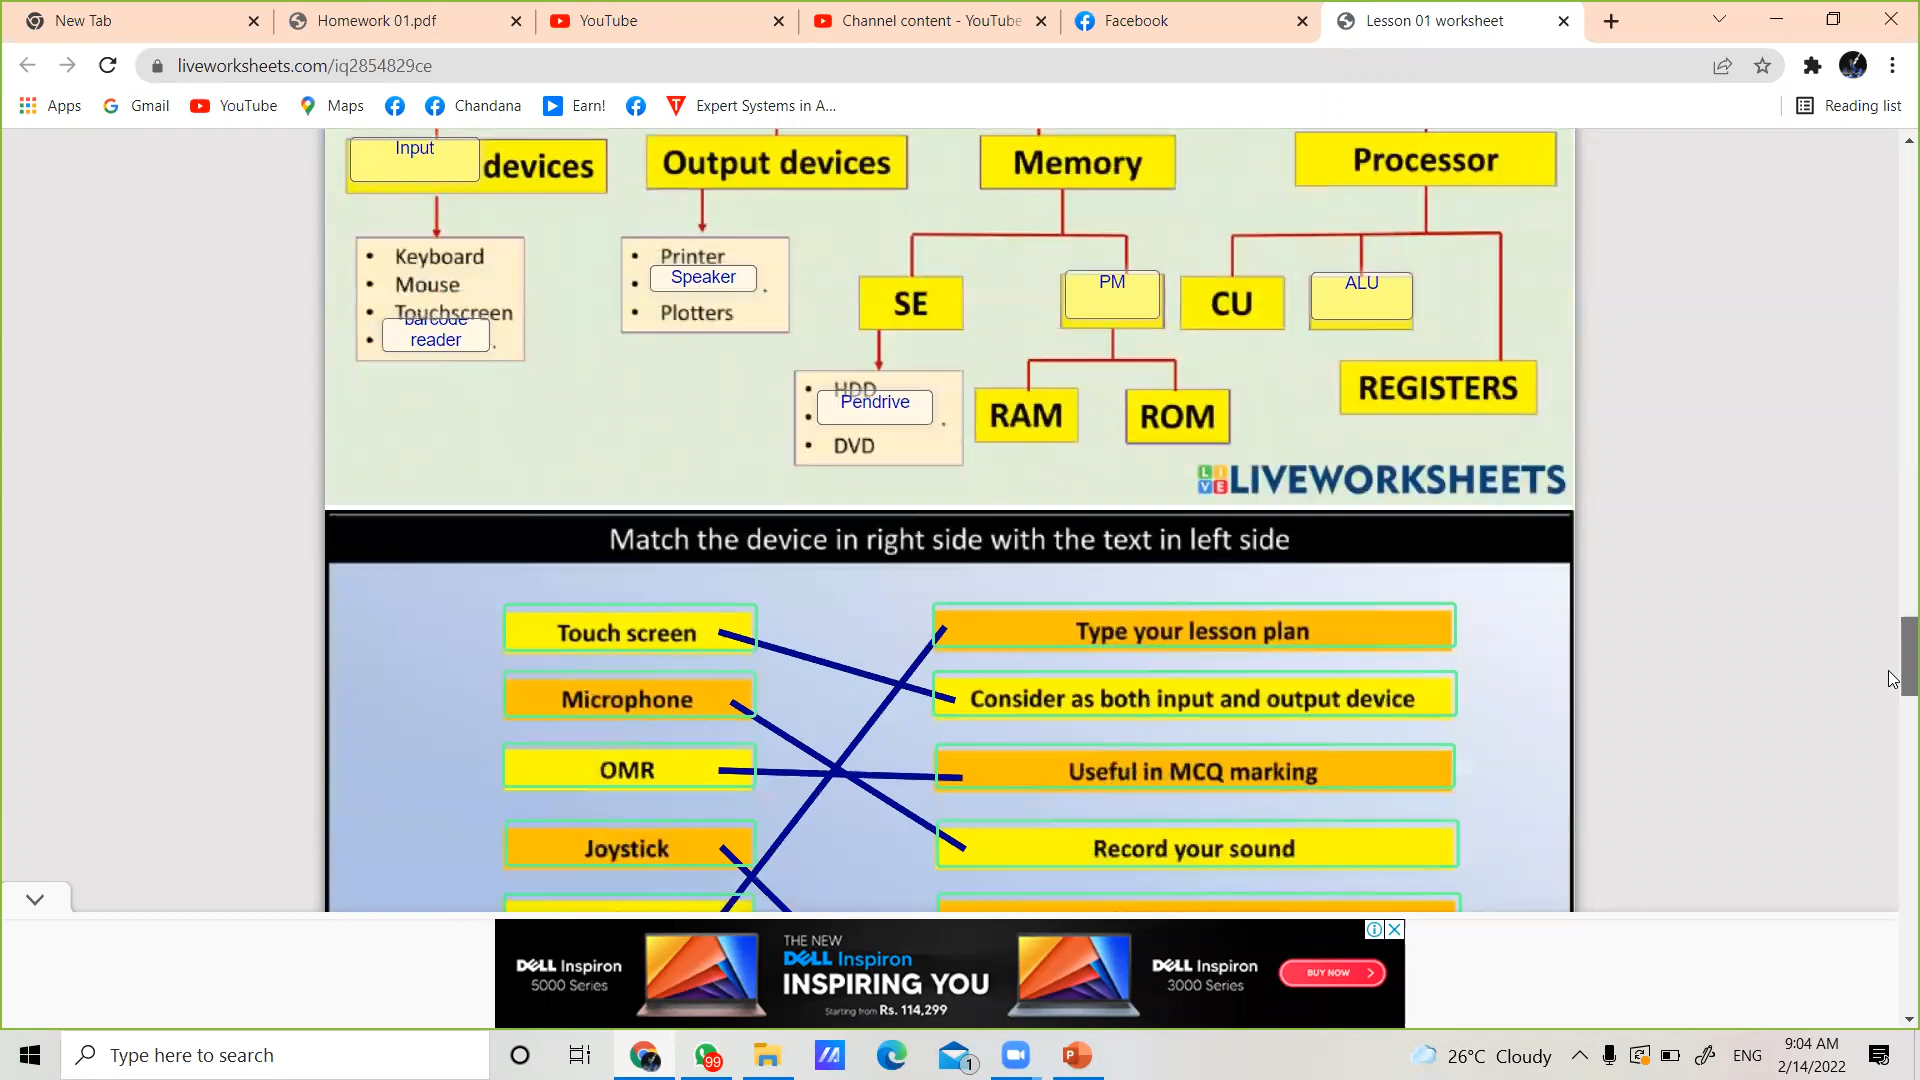 New Tab
Homework 01.pdf
YouTube
Channel content - YouTube
Facebook
Lesson 01 worksheet
liveworksheets.com/iq2854829ce
Apps
Gmail
YouTube
Maps
Chandana
Earn!
Expert Systems in A...
Reading list
Input devices
Output devices
Memory
Processor
Keyboard
Mouse
Touchscreen
barcode
reader
Printer
Speaker
Plotters
SE
PM
CU
ALU
HDD
Pendrive
DVD
RAM
ROM
REGISTERS
LIVEWORKSHEETS
Match the device in right side with the text in left side
Touch screen
Type your lesson plan
Microphone
Consider as both input and output device
OMR
Useful in MCQ marking
Joystick
Record your sound
DELL Inspiron
5000 Series
THE NEW
DELL Inspiron
INSPIRING YOU
Starting from Rs. 114,299
DELL Inspiron
3000 Series
BUY NOW
Type here to search
99
1
26°C Cloudy
ENG
9:04 AM
2/14/2022